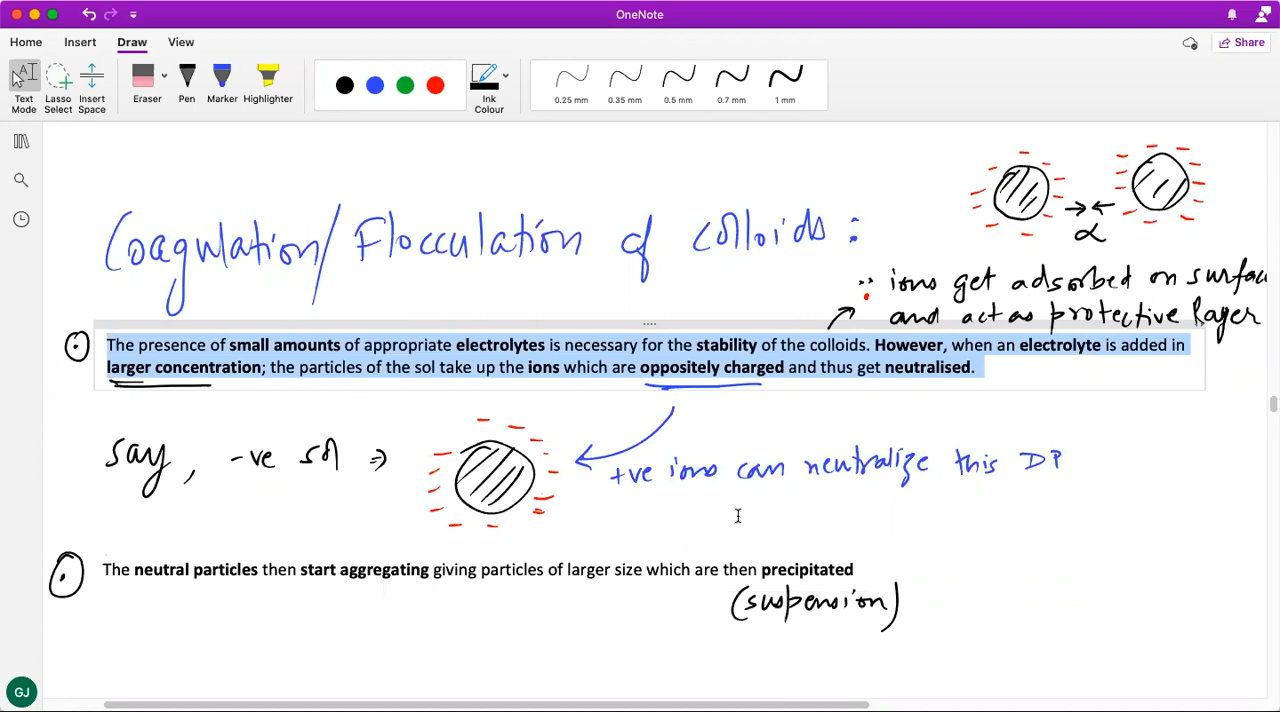 OneNote
Home Insert Draw View
Share
Text Mode
Lasso Select
Insert Space
Eraser
Pen
Marker
Highlighter
Ink Colour
0.25 mm
0.35 mm
0.5 mm
0.7 mm
1 mm
Coagulation/Flocculation of colloids :
∵ ions get adsorbed on surfac
and act as protective layer
The presence of small amounts of appropriate electrolytes is necessary for the stability of the colloids. However, when an electrolyte is added in
larger concentration; the particles of the sol take up the ions which are oppositely charged and thus get neutralised.
say, -ve sol ⇒
+ve ions can neutralize this DP
The neutral particles then start aggregating giving particles of larger size which are then precipitated
(suspension)
GJ